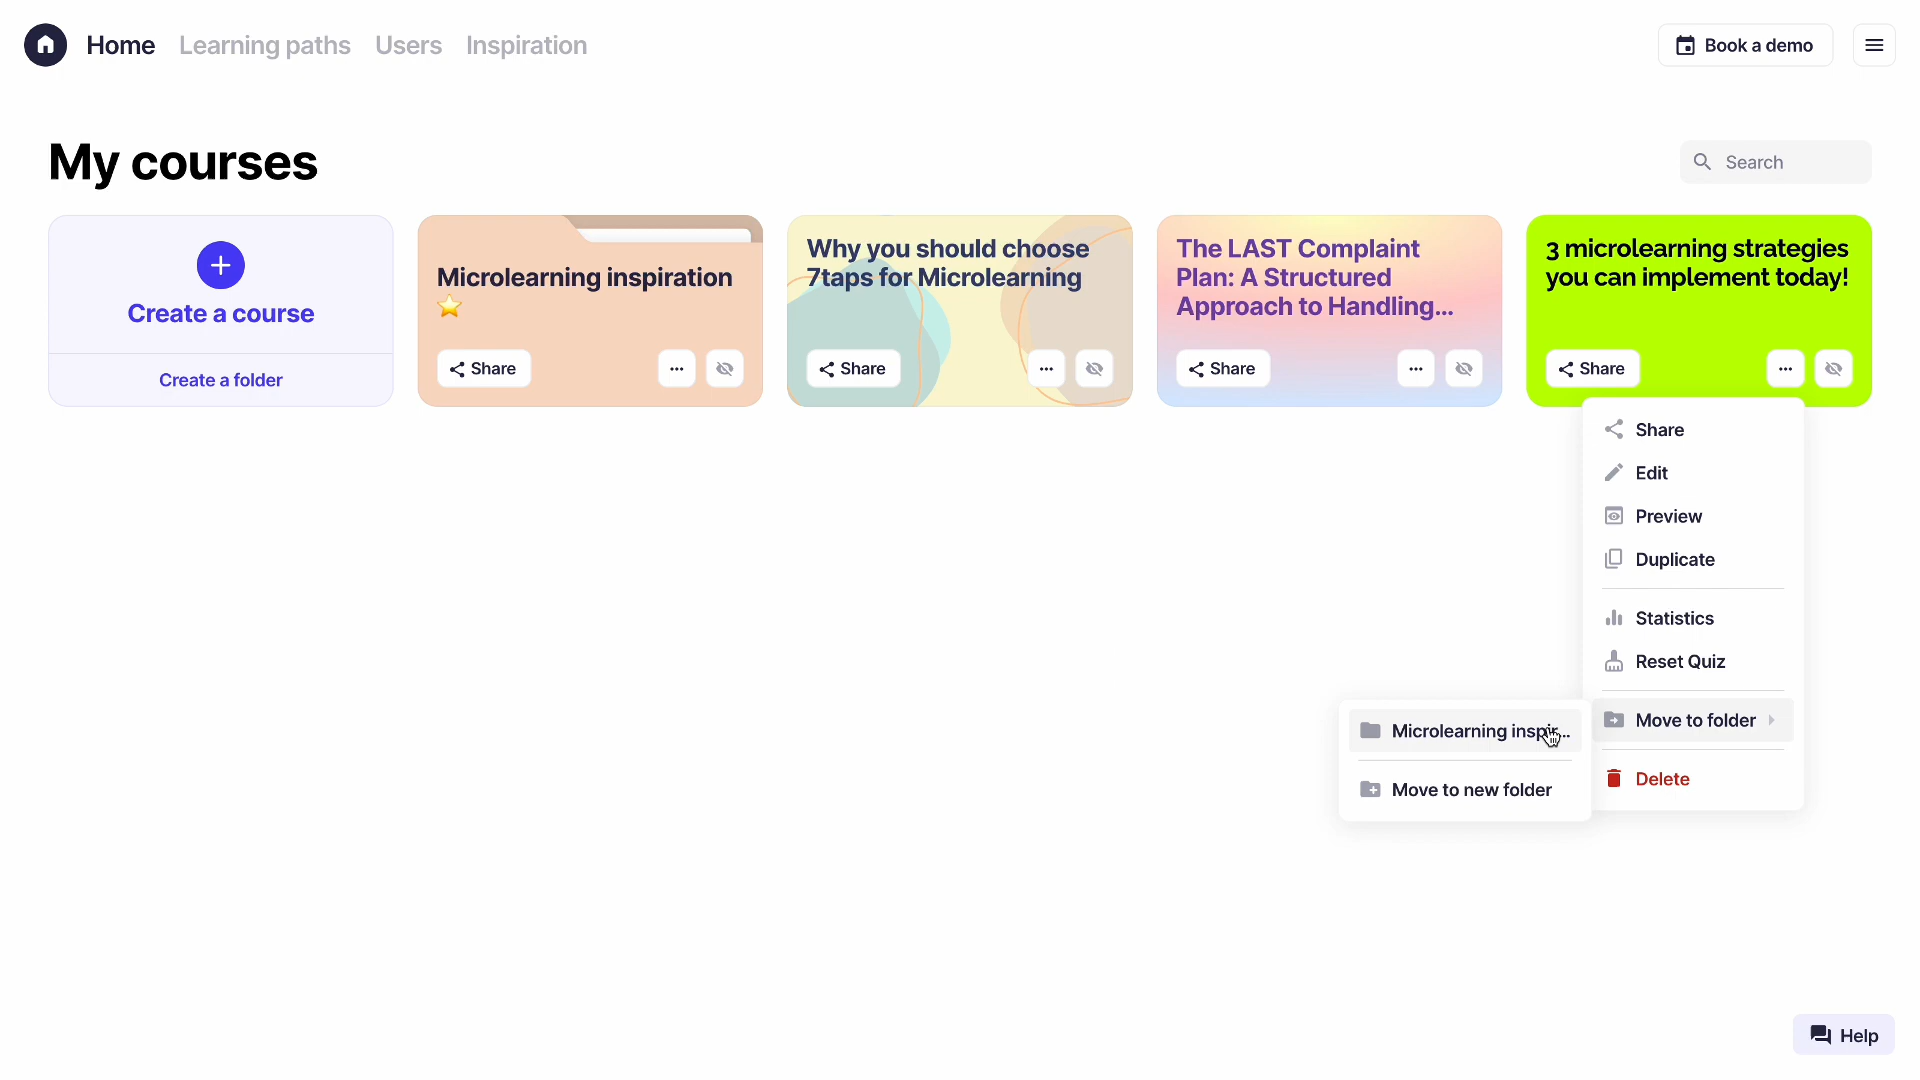 Home Learning paths Users Inspiration
Book a demo
My courses
Search
Create a course
Create a folder
Microlearning inspiration
Share
Why you should choose
7taps for Microlearning
Share
The LAST Complaint
Plan: A Structured
Approach to Handling...
Share
3 microlearning strategies
you can implement today!
Share
Share
Edit
Preview
Duplicate
Statistics
Reset Quiz
Move to folder
Delete
Microlearning inspir...
Move to new folder
Help